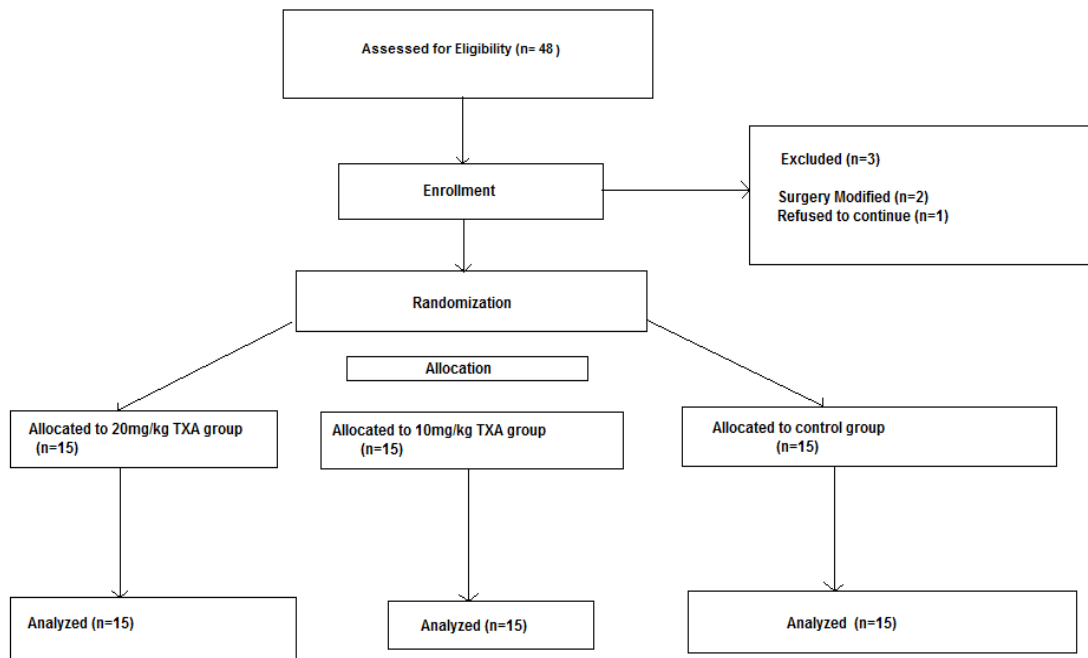 Assessed for Eligibility (n= 48)
Enrollment
Excluded (n=3)
Surgery Modified (n=2)
Refused to continue (n=1)
Randomization
Allocation
Allocated to 20mg/kg TXA group
(n=15)
Allocated to 10mg/kg TXA group
(n=15)
Allocated to control group
(n=15)
Analyzed (n=15)
Analyzed (n=15)
Analyzed (n=15)